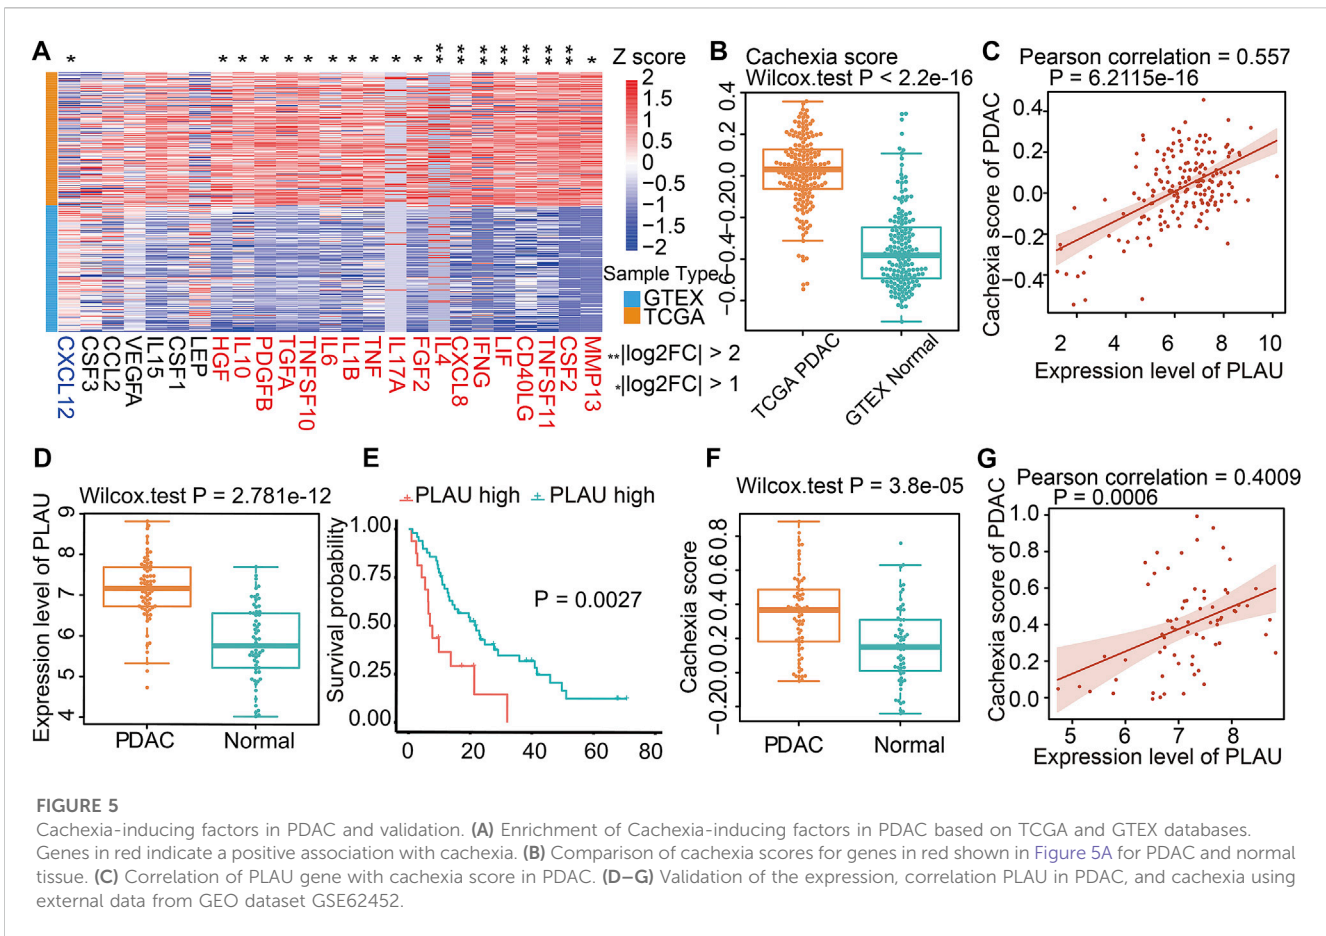 A
* * * * * * * * * * * ** ** ** ** ** ** ** *
Z score
2
1.5
1
0.5
0
−0.5
−1
−1.5
−2
Sample Type
GTEX
TCGA
CXCL12
CSF3
CCL2
VEGFA
IL15
CSF1
LEP
HGF
IL10
PDGFB
TGFA
TNFSF10
IL6
IL1B
TNF
IL17A
FGF2
IL4
CXCL8
IFNG
LIF
CD40LG
TNFSF11
CSF2
MMP13
**|log2FC| > 2
*|log2FC| > 1
B
Cachexia score
Wilcox.test P < 2.2e-16
0.4
0.2
−0.20.0
−0.4
−0.6
TCGA PDAC
GTEX Normal
C
Pearson correlation = 0.557
P = 6.2115e-16
Cachexia score of PDAC
0.4
0.2
0.0
−0.2
−0.4
2 4 6 8 10
Expression level of PLAU
D
Wilcox.test P = 2.781e-12
Expression level of PLAU
9
8
7
6
5
4
PDAC Normal
E
PLAU high PLAU high
Survival probability
1.00
0.75
0.50
0.25
0.00
P = 0.0027
0 20 40 60 80
F
Wilcox.test P = 3.8e-05
Cachexia score
0.8
0.6
0.4
0.2
−0.20.0
PDAC Normal
G
Pearson correlation = 0.4009
P = 0.0006
Cachexia score of PDAC
1.0
0.8
0.6
0.4
0.2
0.0
5 6 7 8
Expression level of PLAU
FIGURE 5
Cachexia-inducing factors in PDAC and validation. (A) Enrichment of Cachexia-inducing factors in PDAC based on TCGA and GTEX databases.
Genes in red indicate a positive association with cachexia. (B) Comparison of cachexia scores for genes in red shown in Figure 5A for PDAC and normal
tissue. (C) Correlation of PLAU gene with cachexia score in PDAC. (D–G) Validation of the expression, correlation PLAU in PDAC, and cachexia using
external data from GEO dataset GSE62452.